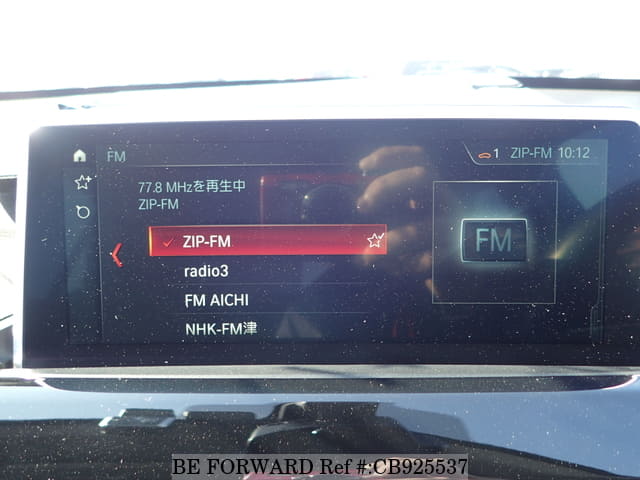 FM
1 ZIP-FM 10:12
77.8 MHzを再生中
ZIP-FM
ZIP-FM
radio3
FM AICHI
NHK-FM津
FM
BE FORWARD Ref #:CB925537